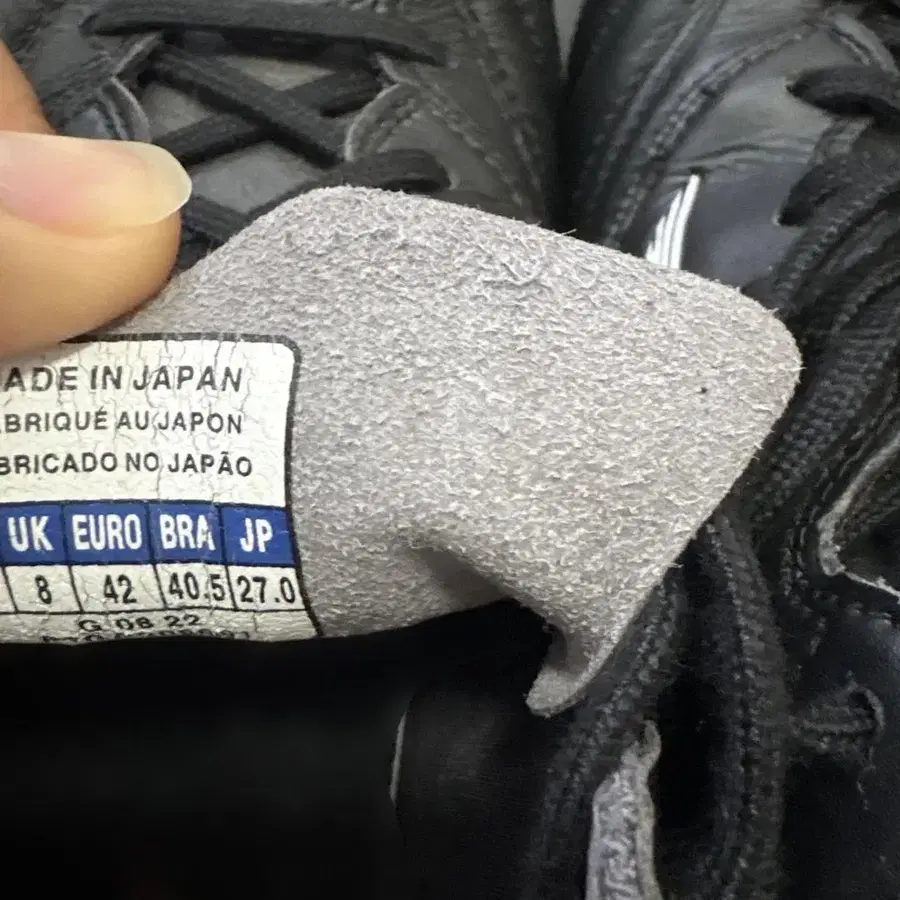 ADE IN JAPAN
BRIQUÉ AU JAPON
BRICADO NO JAPÃO
UK EURO BRA JP
8 42 40.5 27.0
G 08 22